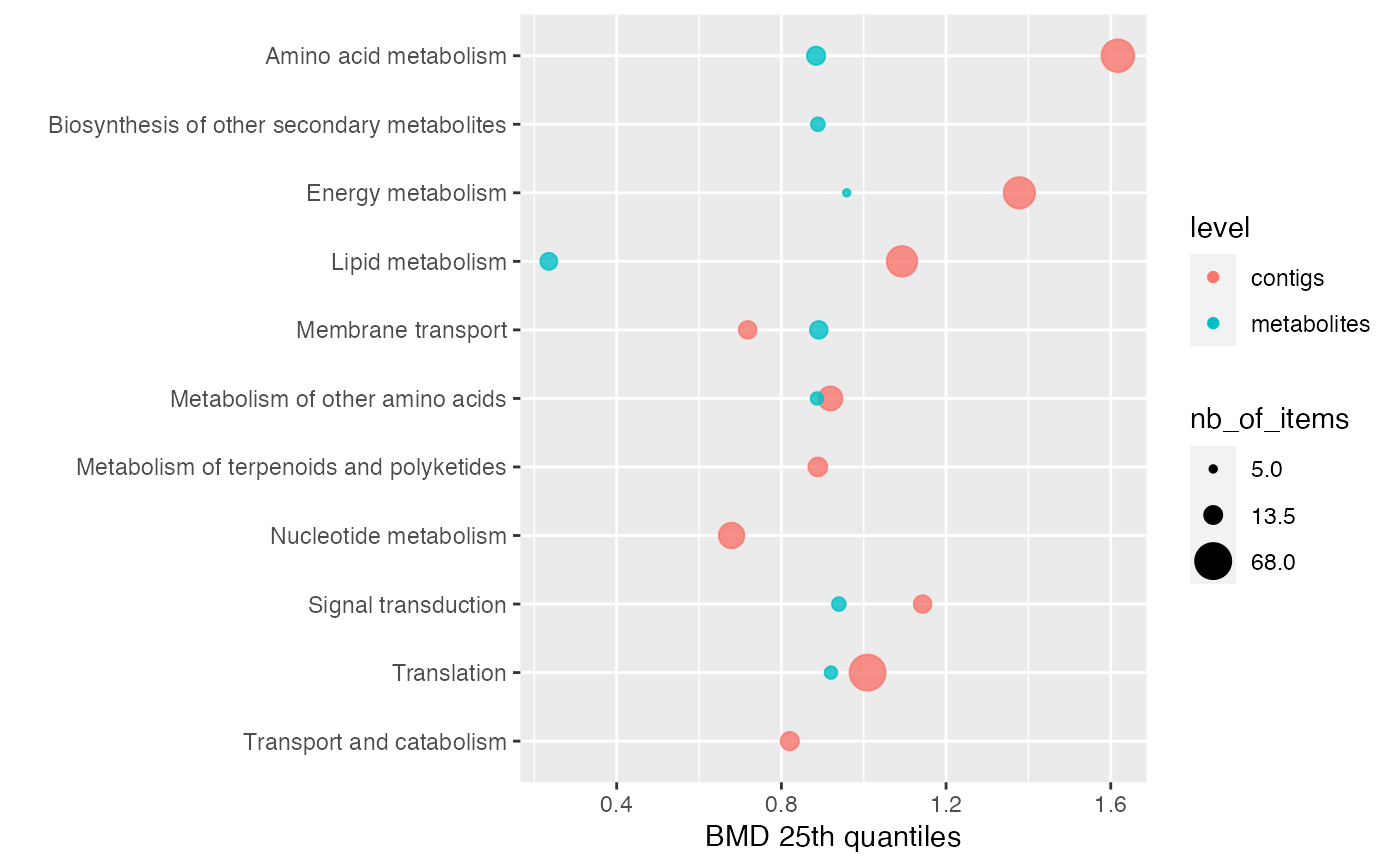 Amino acid metabolism
Biosynthesis of other secondary metabolites
Energy metabolism
Lipid metabolism
Membrane transport
Metabolism of other amino acids
Metabolism of terpenoids and polyketides
Nucleotide metabolism
Signal transduction
Translation
Transport and catabolism
0.4 0.8 1.2 1.6
BMD 25th quantiles
level
contigs
metabolites
nb_of_items
5.0
13.5
68.0